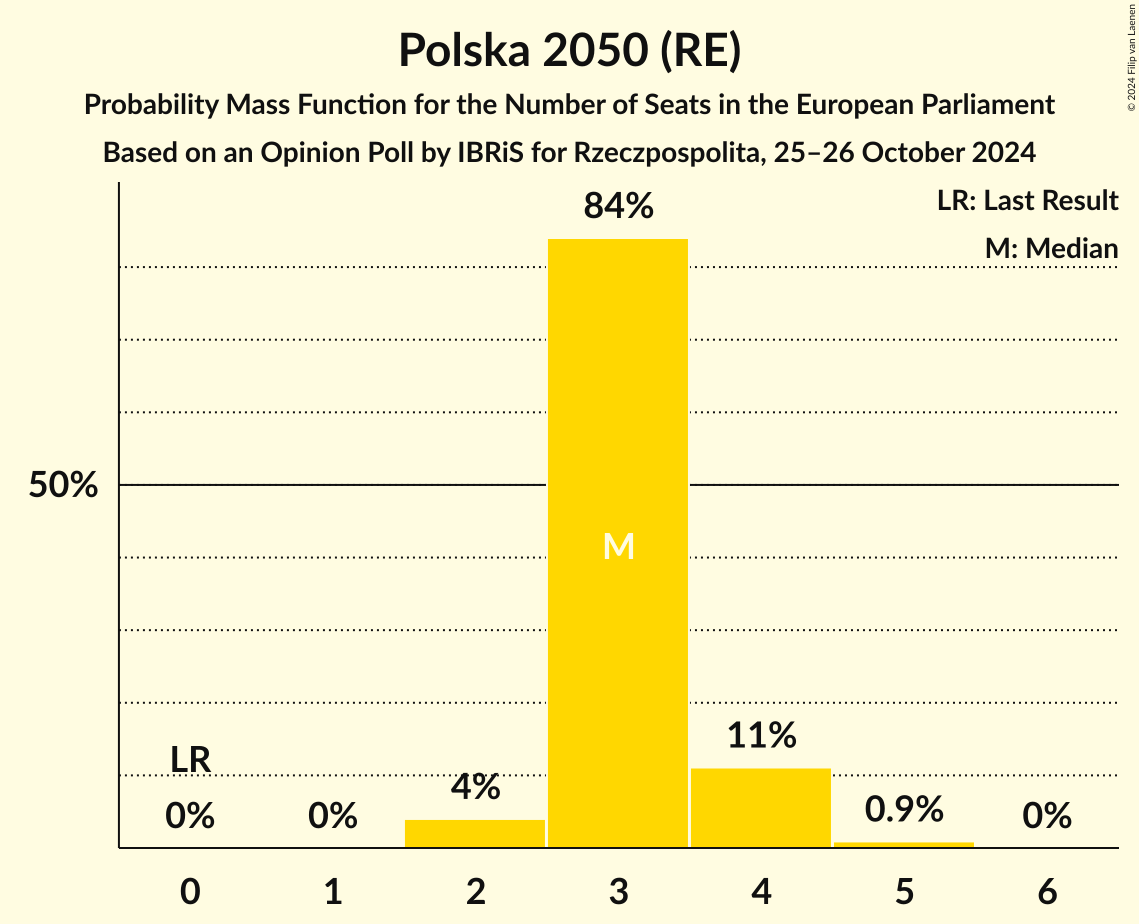 Polska 2050 (RE)
Probability Mass Function for the Number of Seats in the European Parliament
Based on an Opinion Poll by IBRiS for Rzeczpospolita, 25–26 October 2024
© 2024 Filip van Laenen
LR: Last Result
M: Median
84%
50%
M
11%
LR
4%
0.9%
0%
0%
0%
0 1 2 3 4 5 6